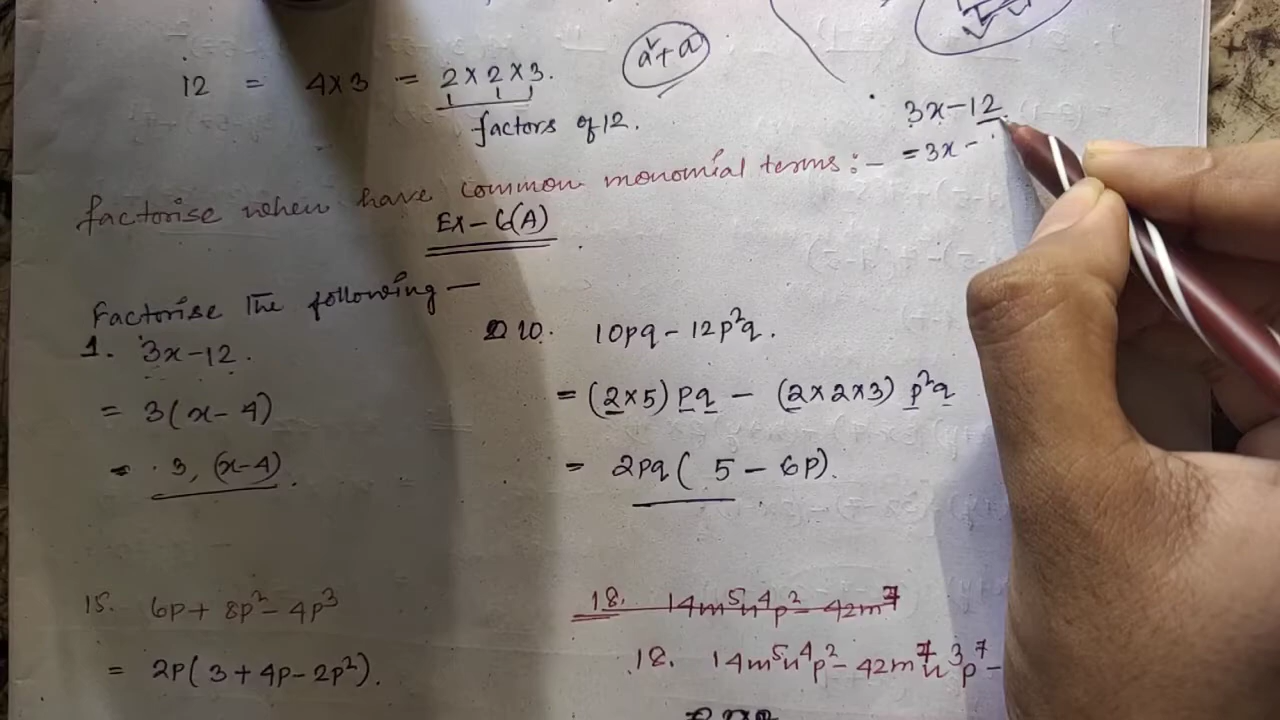 12 = 4×3 = 2×2×3.
a²+a
factors of 12.
3x-12
= 3x -
factorise when have common monomial terms:-
Ex-6(A)
Factorise The following —
1. 3x-12.
= 3(x-4)
= 3, (x-4).
10. 10pq - 12p²q.
= (2×5) pq - (2×2×3) p²q
= 2pq( 5 - 6p).
15. 6p + 8p² - 4p³
= 2p( 3 + 4p - 2p²).
18. 14m⁵n⁴p² - 42m⁷
18. 14m⁵n⁴p² - 42m⁷n³p⁷ -